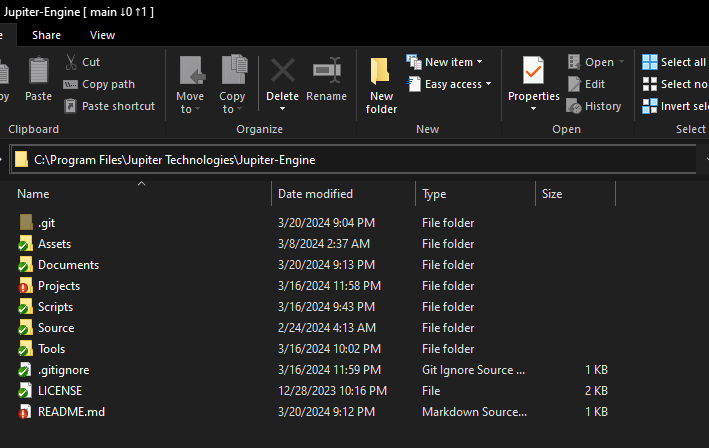 Jupiter-Engine [ main ↓0 ↑1 ]
e Share View
py Paste Cut Copy path Paste shortcut
Move to Copy to Delete Rename
New folder New item Easy access
Properties Open Edit History
Select all Select no Invert sele
Clipboard Organize New Open Select
C:\Program Files\Jupiter Technologies\Jupiter-Engine
Name Date modified Type Size
.git 3/20/2024 9:04 PM File folder
Assets 3/8/2024 2:37 AM File folder
Documents 3/20/2024 9:13 PM File folder
Projects 3/16/2024 11:58 PM File folder
Scripts 3/16/2024 9:43 PM File folder
Source 2/24/2024 4:13 AM File folder
Tools 3/16/2024 10:02 PM File folder
.gitignore 3/16/2024 11:59 PM Git Ignore Source ... 1 KB
LICENSE 12/28/2023 10:16 PM File 2 KB
README.md 3/20/2024 9:12 PM Markdown Source... 1 KB